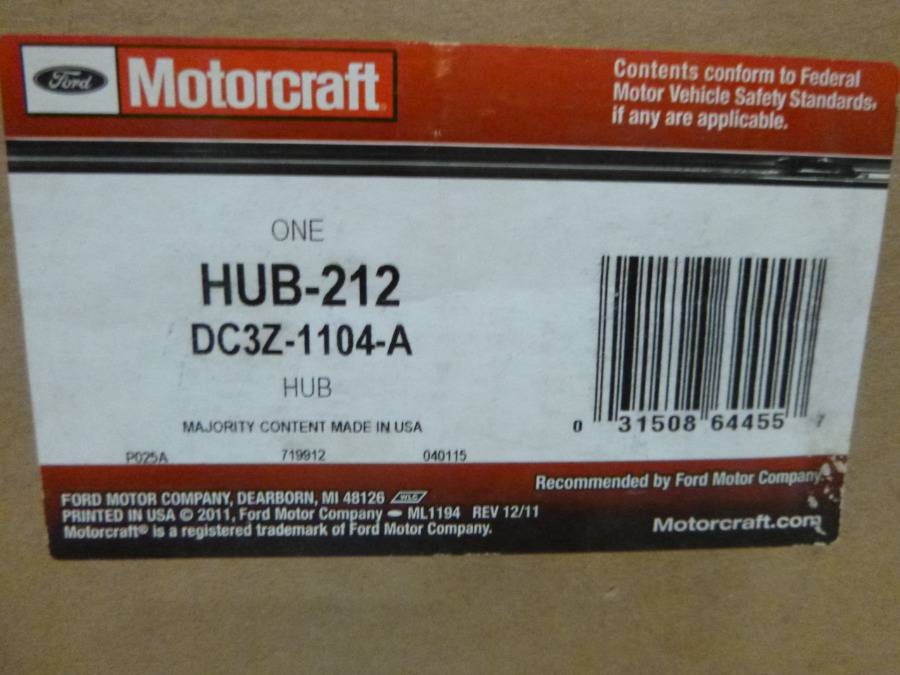 Ford Motorcraft
Contents conform to Federal
Motor Vehicle Safety Standards,
if any are applicable.
ONE
HUB-212
DC3Z-1104-A
HUB
MAJORITY CONTENT MADE IN USA
P025A 719912 040115
0 31508 64455 7
Recommended by Ford Motor Company
FORD MOTOR COMPANY, DEARBORN, MI 48126 WLC
PRINTED IN USA © 2011, Ford Motor Company ML1194 REV 12/11
Motorcraft® is a registered trademark of Ford Motor Company.
Motorcraft.com